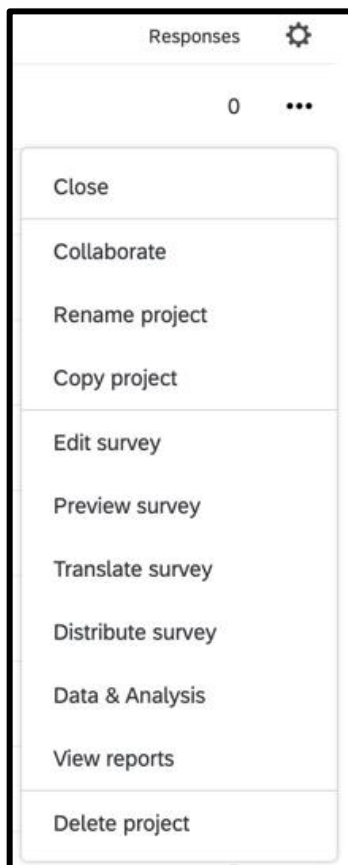 Responses
0 •••
Close
Collaborate
Rename project
Copy project
Edit survey
Preview survey
Translate survey
Distribute survey
Data & Analysis
View reports
Delete project